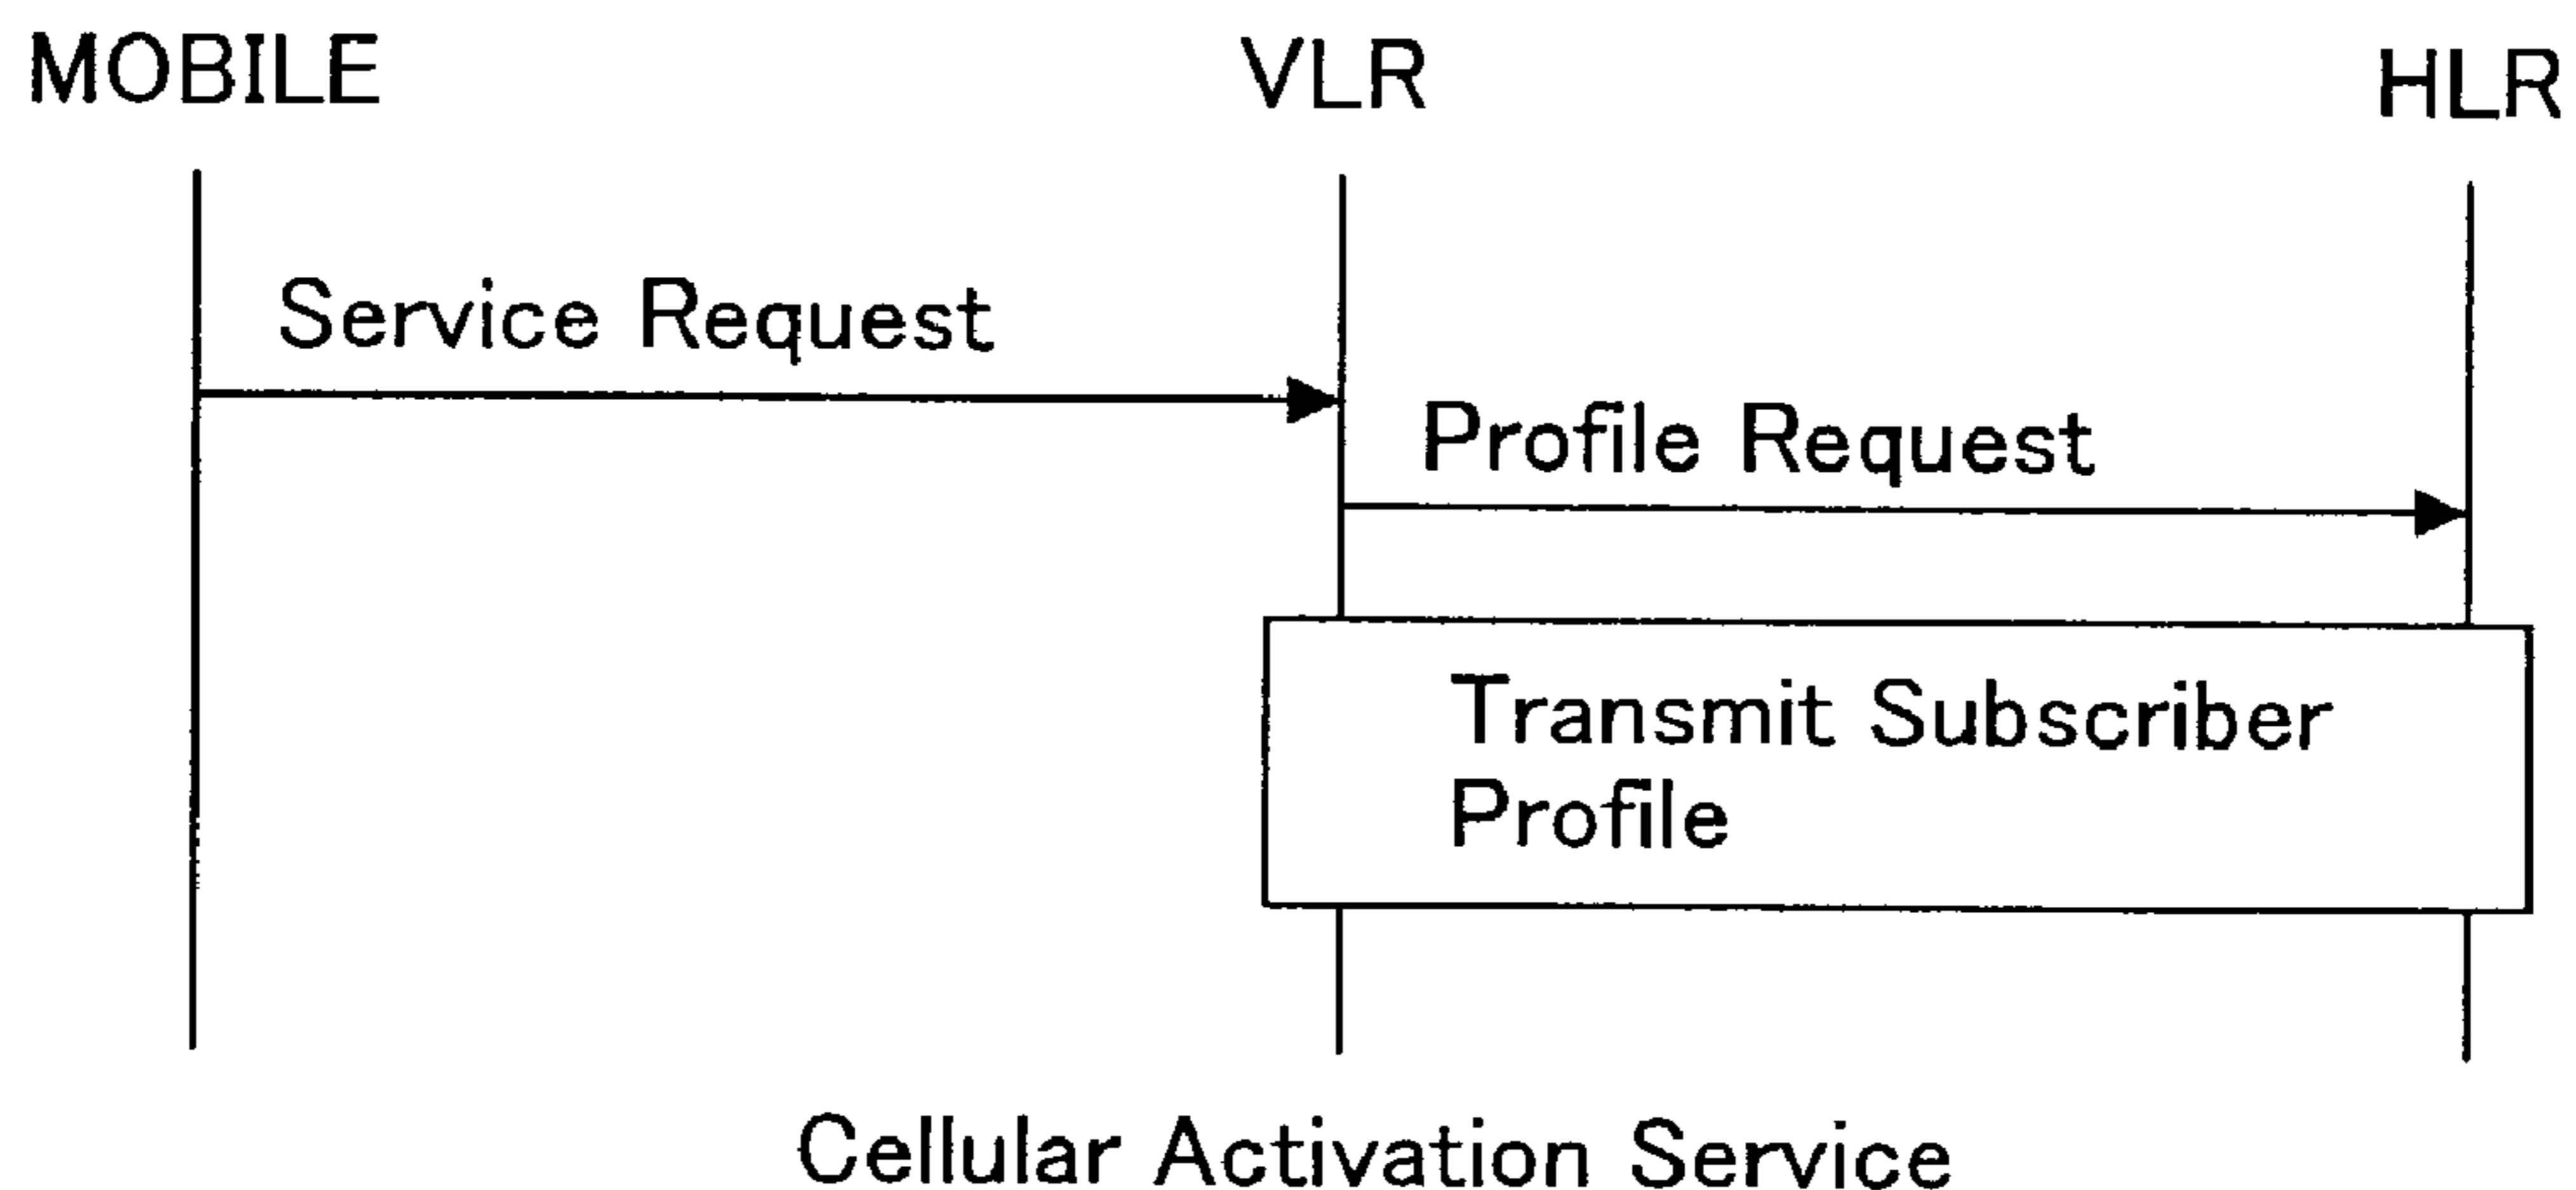 MOBILE VLR HLR
Service Request
Profile Request
Transmit Subscriber
Profile
Cellular Activation Service